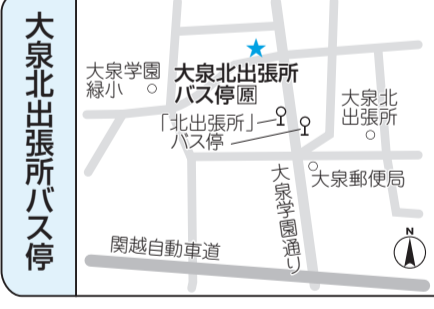 大泉北出張所バス停
大泉学園
緑小
大泉北出張所
バス停原
「北出張所」
バス停
大泉北
出張所
大泉郵便局
大泉学園通り
関越自動車道
N